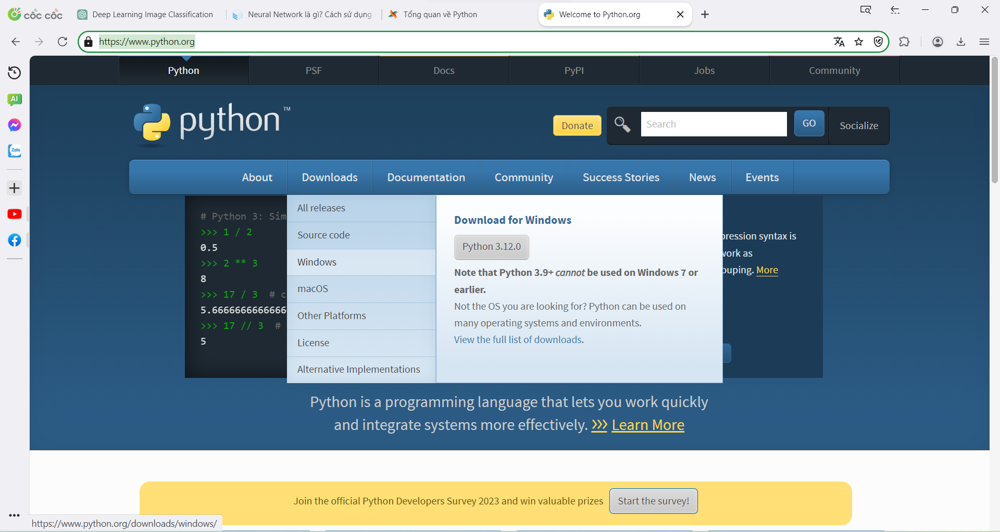 cốc cốc
Deep Learning Image Classification
Neural Network là gì? Cách sử dụng
Tổng quan về Python
Welcome to Python.org
https://www.python.org
AI
Zalo
Python
PSF
Docs
PyPI
Jobs
Community
python™
Donate
Search
GO
Socialize
About
Downloads
Documentation
Community
Success Stories
News
Events
# Python 3: Sim
>>> 1 / 2
0.5
>>> 2 ** 3
8
>>> 17 / 3 # c
5.6666666666666
>>> 17 // 3 #
5
All releases
Source code
Windows
macOS
Other Platforms
License
Alternative Implementations
Download for Windows
Python 3.12.0
Note that Python 3.9+ cannot be used on Windows 7 or
earlier.
Not the OS you are looking for? Python can be used on
many operating systems and environments.
View the full list of downloads.
pression syntax is
work as
ouping. More
Python is a programming language that lets you work quickly
and integrate systems more effectively. >>> Learn More
Join the official Python Developers Survey 2023 and win valuable prizes
Start the survey!
https://www.python.org/downloads/windows/